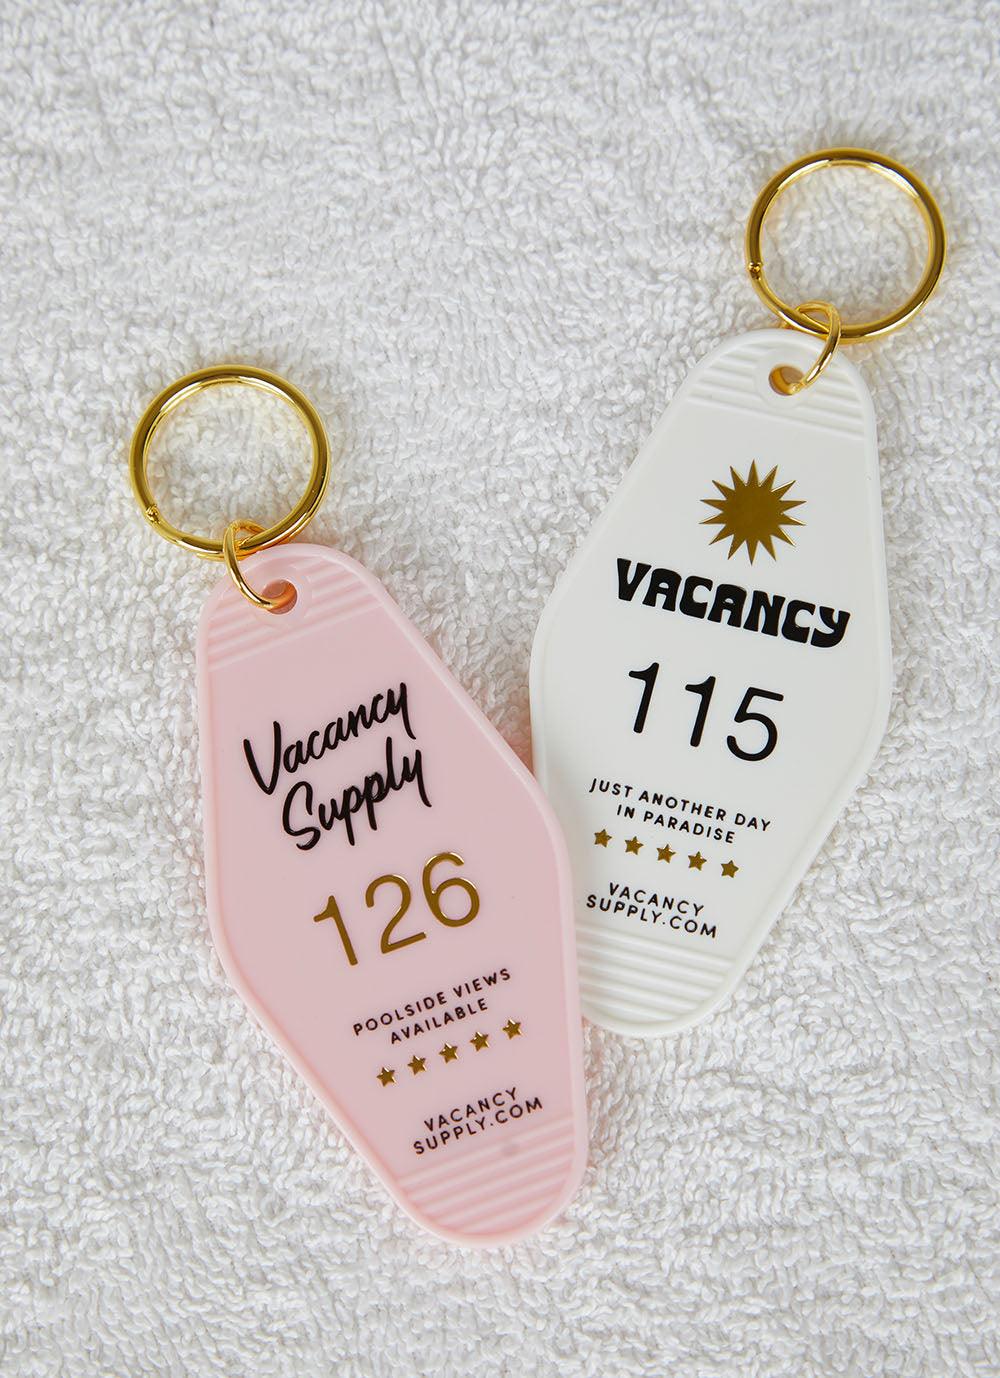 Vacancy
Supply
126
POOLSIDE VIEWS
AVAILABLE
VACANCY
SUPPLY.COM
VACANCY
115
JUST ANOTHER DAY
IN PARADISE
VACANCY
SUPPLY.COM